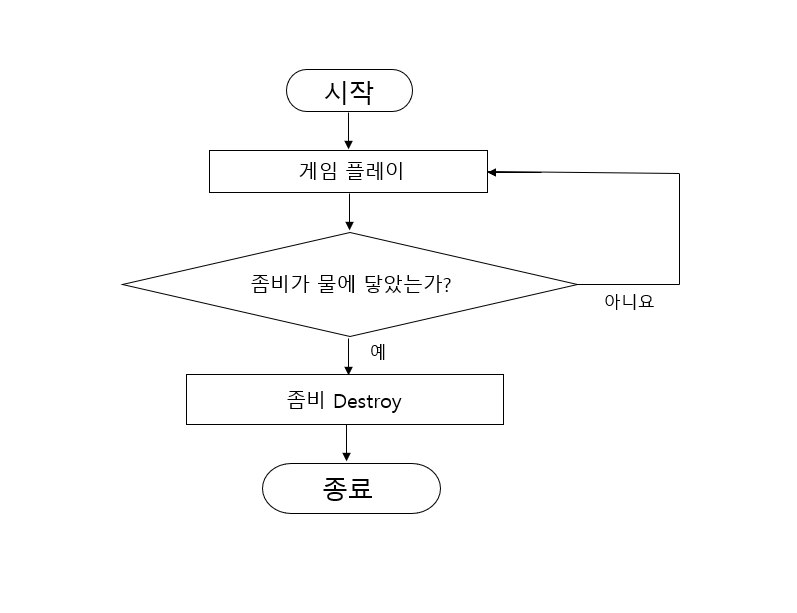 시작
게임 플레이
좀비가 물에 닿았는가?
아니요
예
좀비 Destroy
종료